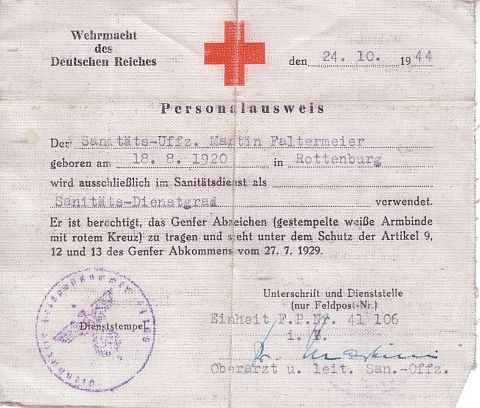 Wehrmacht
des
Deutschen Reiches
den 24. 10. 1944
Personalausweis
Der Sanitäts-Uffz. Martin Faltermeier
geboren am 18. 8. 1920 in Rottenburg
wird ausschließlich im Sanitätsdienst als
Sanitäts-Dienstgrad verwendet.
Er ist berechtigt, das Genfer Abzeichen (gestempelte weiße Armbinde
mit rotem Kreuz) zu tragen und steht unter dem Schutz der Artikel 9,
12 und 13 des Genfer Abkommens vom 27. 7. 1929.
Unterschrift und Dienststelle
(nur Feldpost-Nr.)
Dienststempel
Einheit F.P.Nr. 41 106
i. V.
Oberarzt u. leit. San.-Offz.